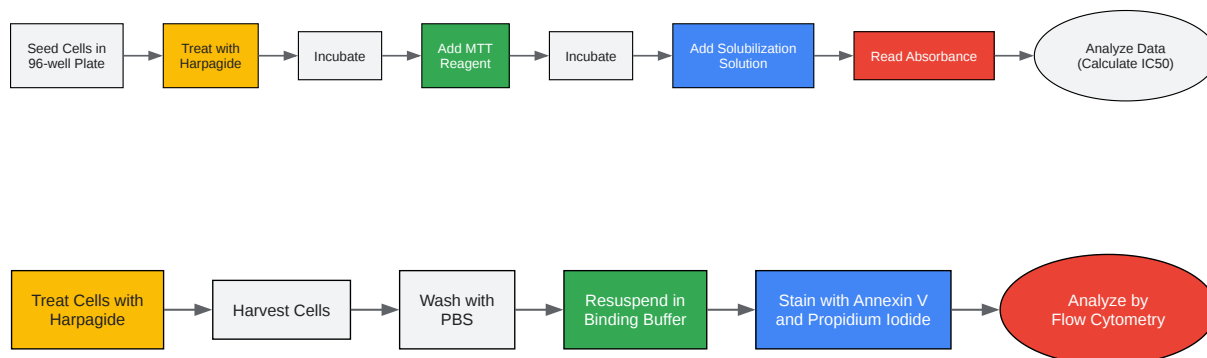 Seed Cells in
96-well Plate
Treat with
Harpagide
Incubate
Add MTT
Reagent
Incubate
Add Solubilization
Solution
Read Absorbance
Analyze Data
(Calculate IC50)
Treat Cells with
Harpagide
Harvest Cells
Wash with
PBS
Resuspend in
Binding Buffer
Stain with Annexin V
and Propidium Iodide
Analyze by
Flow Cytometry